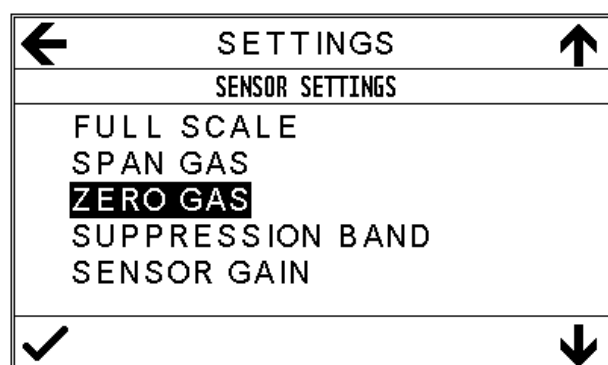 SETTINGS
SENSOR SETTINGS
FULL SCALE
SPAN GAS
ZERO GAS
SUPPRESSION BAND
SENSOR GAIN